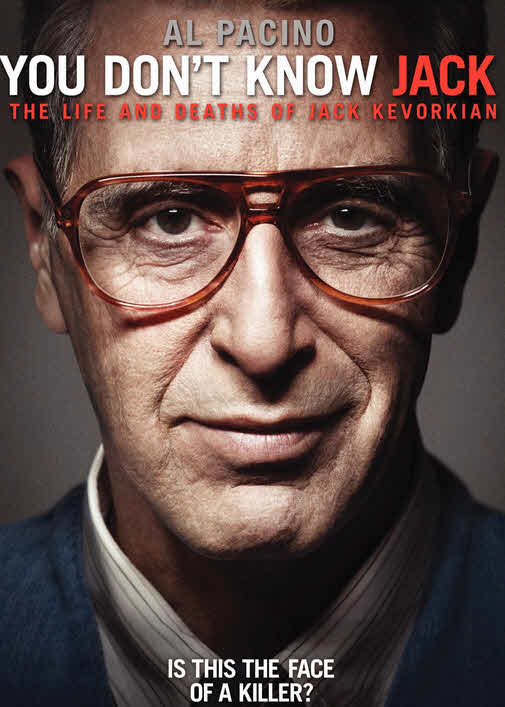 AL PACINO
YOU DON'T KNOW JACK
THE LIFE AND DEATHS OF JACK KEVORKIAN
IS THIS THE FACE
OF A KILLER?